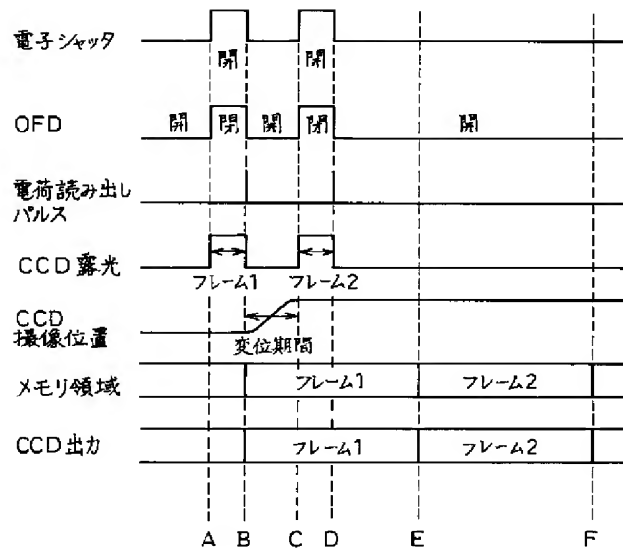 電子シャッタ
開 開
OFD
開 閉 開 閉 開
電荷読み出し
パルス
CCD露光
フレーム1 フレーム2
CCD
撮像位置
変位期間
メモリ領域
フレーム1 フレーム2
CCD出力
フレーム1 フレーム2
A B C D E F